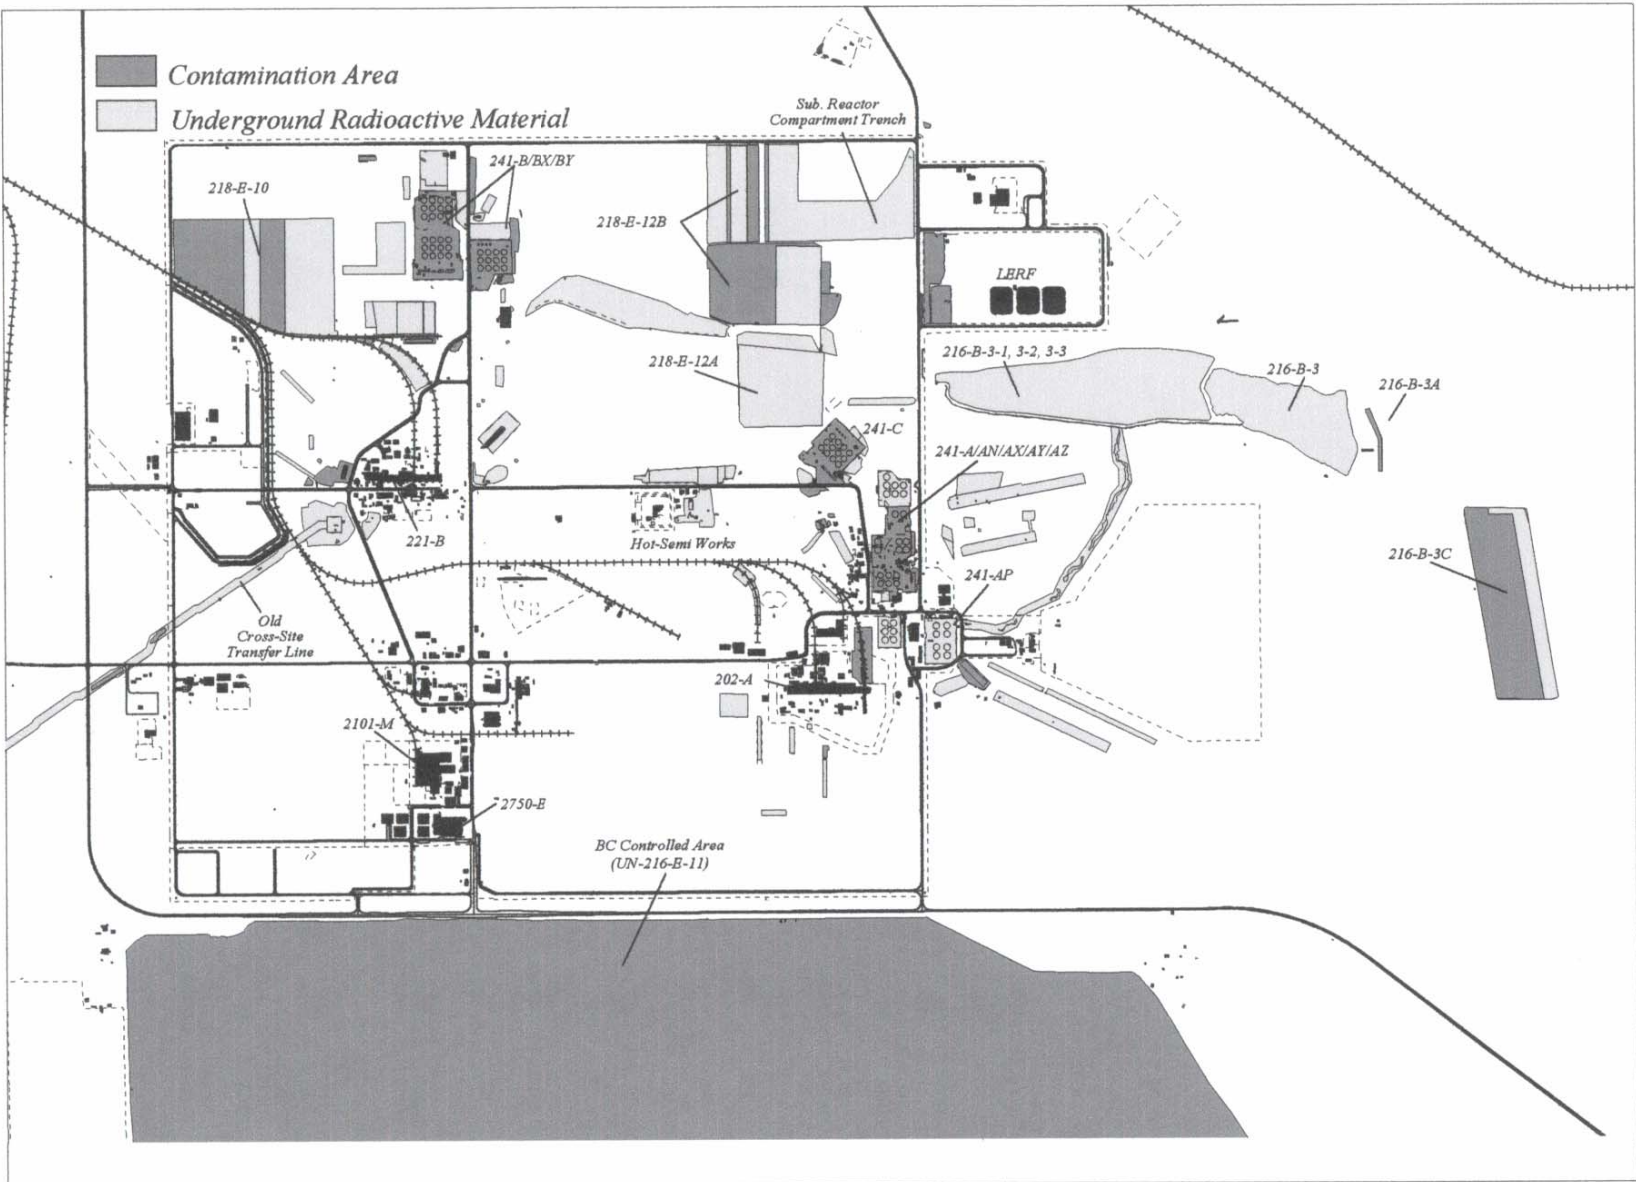 Contamination Area
Underground Radioactive Material
Sub. Reactor
Compartment Trench
241-B/BX/BY
218-E-10
218-E-12B
LERF
218-E-12A
216-B-3-1, 3-2, 3-3
216-B-3
216-B-3A
241-C
241-A/AN/AX/AY/AZ
221-B
Hot-Semi Works
216-B-3C
241-AP
Old
Cross-Site
Transfer Line
202-A
2101-M
2750-E
BC Controlled Area
(UN-216-E-11)